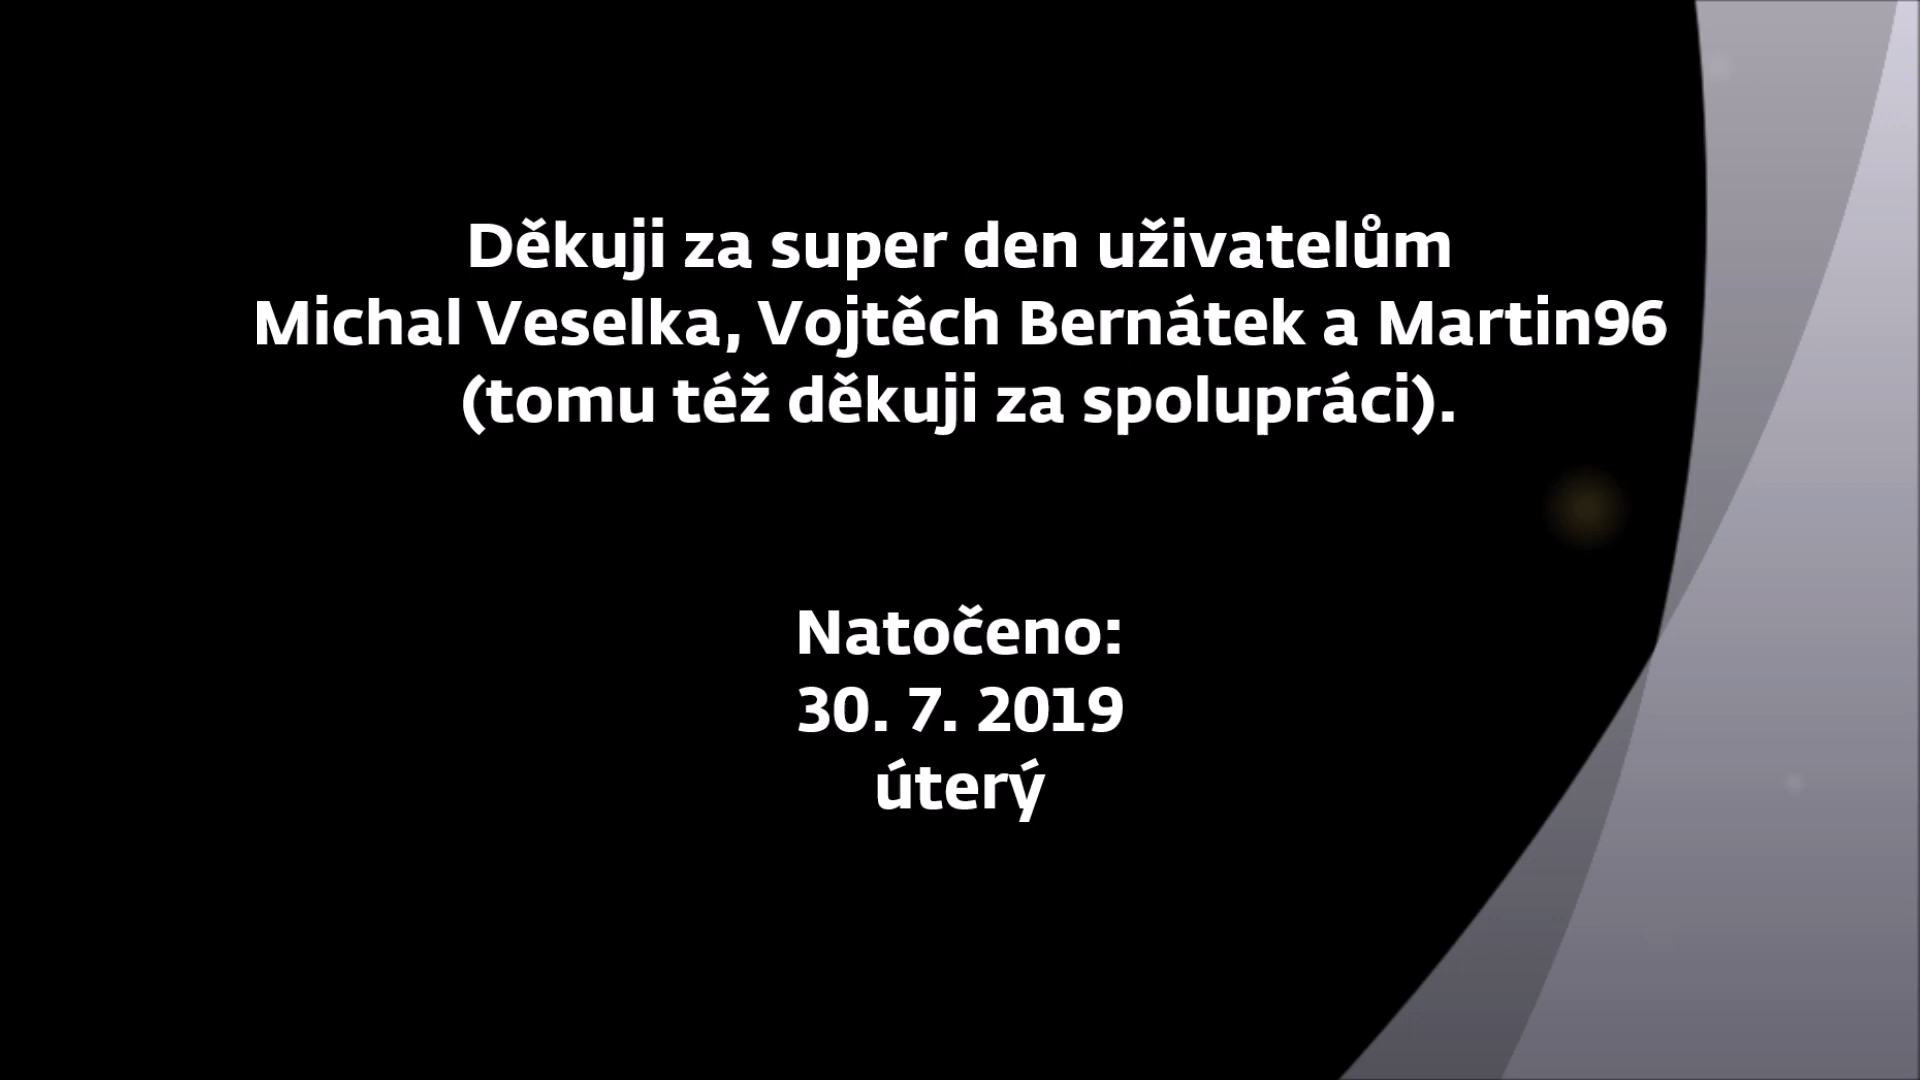 Děkuji za super den uživatelům
Michal Veselka, Vojtěch Bernátek a Martin96
(tomu též děkuji za spolupráci).
Natočeno:
30. 7. 2019
úterý